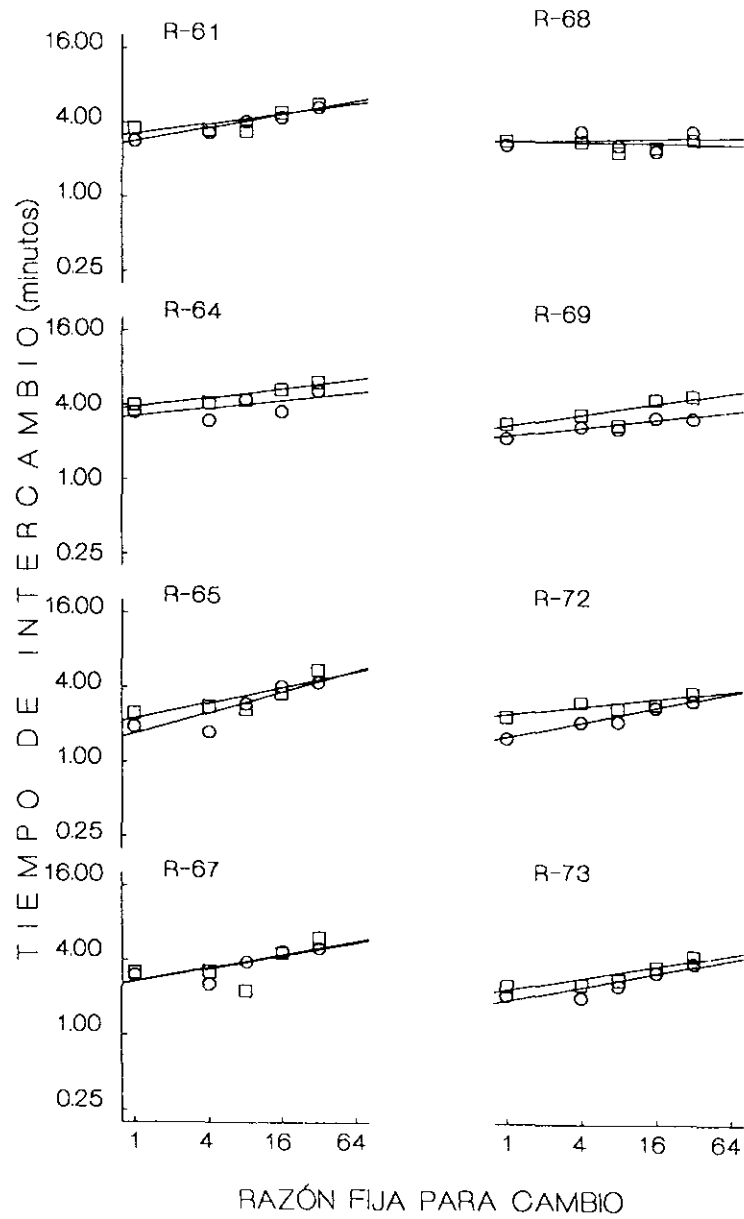 R-61
R-68
16.00
4.00
1.00
0.25
R-64
R-69
16.00
4.00
1.00
0.25
R-65
R-72
16.00
4.00
1.00
0.25
R-67
R-73
16.00
4.00
1.00
0.25
TIEMPO DE INTERCAMBIO (minutos)
1 4 16 64
1 4 16 64
RAZÓN FIJA PARA CAMBIO